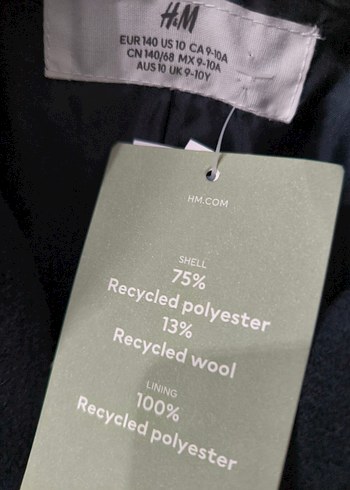 H&M
EUR 140 US 10 CA 9-10A
CN 140/68 MX 9-10A
AUS 10 UK 9-10Y
HM.COM
SHELL
75%
Recycled polyester
13%
Recycled wool
LINING
100%
Recycled polyester